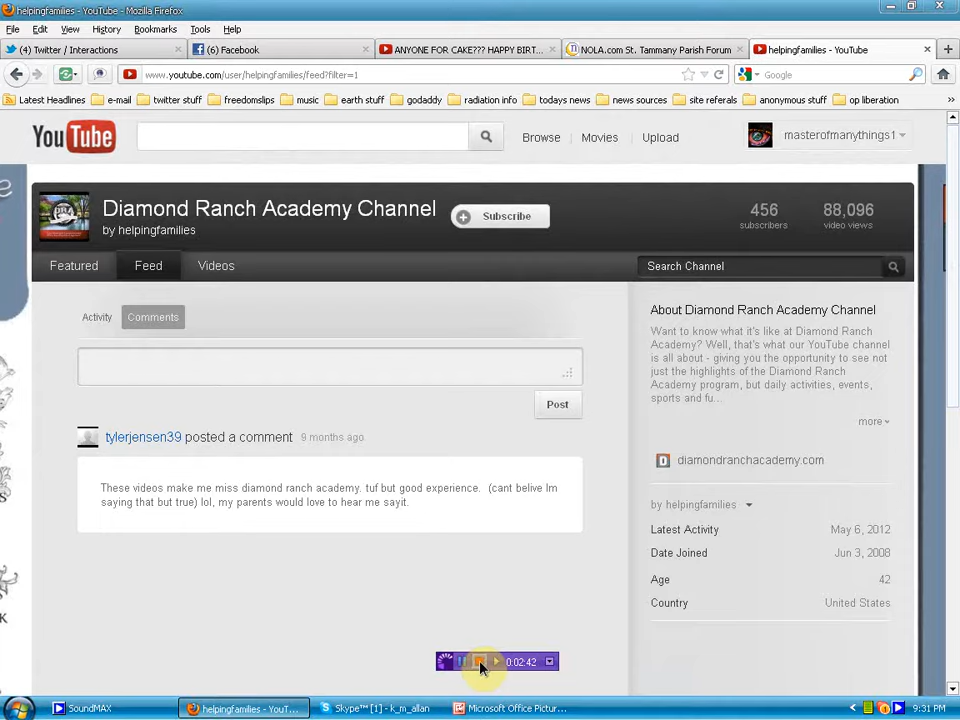 helpingfamilies - YouTube - Mozilla Firefox
File Edit View History Bookmarks Tools Help
(4) Twitter / Interactions
(6) Facebook
ANYONE FOR CAKE??? HAPPY BIRT...
NOLA.com St. Tammany Parish Forum
helpingfamilies - YouTube
www.youtube.com/user/helpingfamilies/feed?filter=1
Google
Latest Headlines e-mail twitter stuff freedomslips music earth stuff godaddy radiation info todays news news sources site referals anonymous stuff op liberation »
YouTube
Browse Movies Upload
masterofmanythings1
Diamond Ranch Academy Channel
by helpingfamilies
Subscribe
456
subscribers
88,096
video views
Featured Feed Videos
Search Channel
Activity Comments
Post
tylerjensen39 posted a comment 9 months ago
These videos make me miss diamond ranch academy. tuf but good experience. (cant belive Im
saying that but true) lol, my parents would love to hear me sayit.
About Diamond Ranch Academy Channel
Want to know what it's like at Diamond Ranch
Academy? Well, that's what our YouTube channel
is all about - giving you the opportunity to see not
just the highlights of the Diamond Ranch
Academy program, but daily activities, events,
sports and fu...
more
D diamondranchacademy.com
by helpingfamilies
Latest Activity May 6, 2012
Date Joined Jun 3, 2008
Age 42
Country United States
0:02:42
SoundMAX
helpingfamilies - YouT...
Skype™ [1] - k_m_allan
Microsoft Office Pictur...
9:31 PM